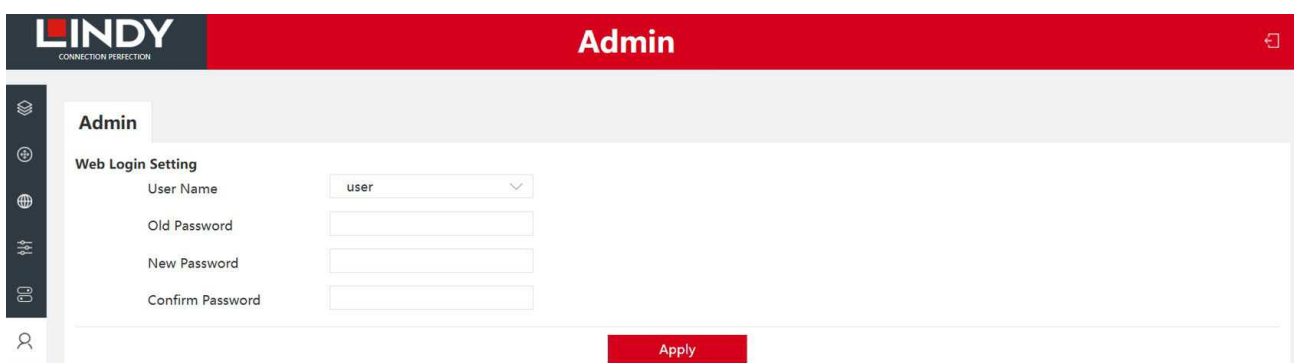 LINDY
CONNECTION PERFECTION
Admin
Admin
Web Login Setting
User Name user
Old Password
New Password
Confirm Password
Apply